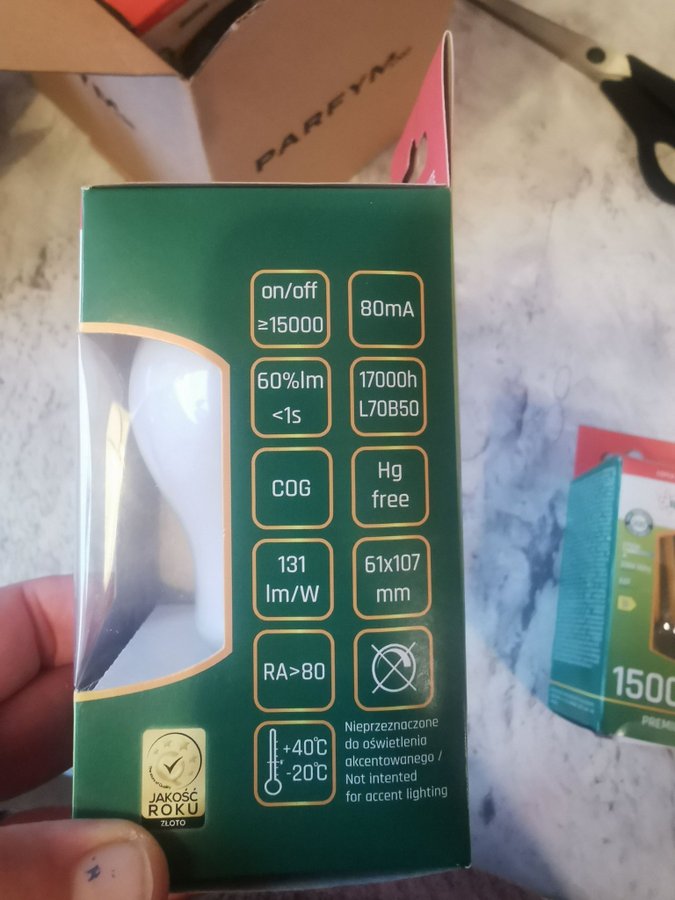 PARFYM
on/off
≥15000
80mA
60%lm
<1s
17000h
L70B50
COG
Hg
free
131
lm/W
61x107
mm
RA>80
+40°C
-20°C
Nieprzeznaczone
do oświetlenia
akcentowanego /
Not intented
for accent lighting
JAKOŚĆ
ROKU
ZŁOTO
1500
PREMI